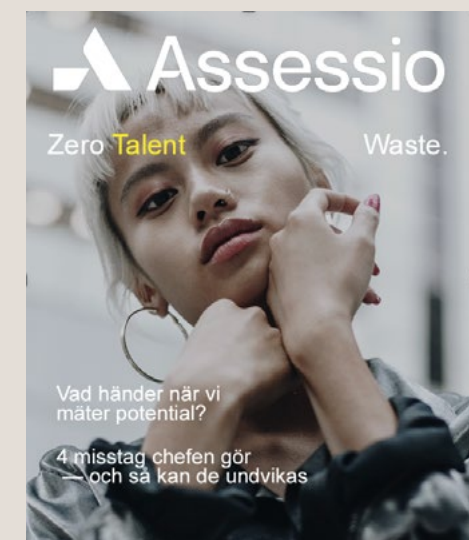 Assessio
Zero Talent Waste.
Vad händer när vi
mäter potential?
4 misstag chefen gör
— och så kan de undvikas